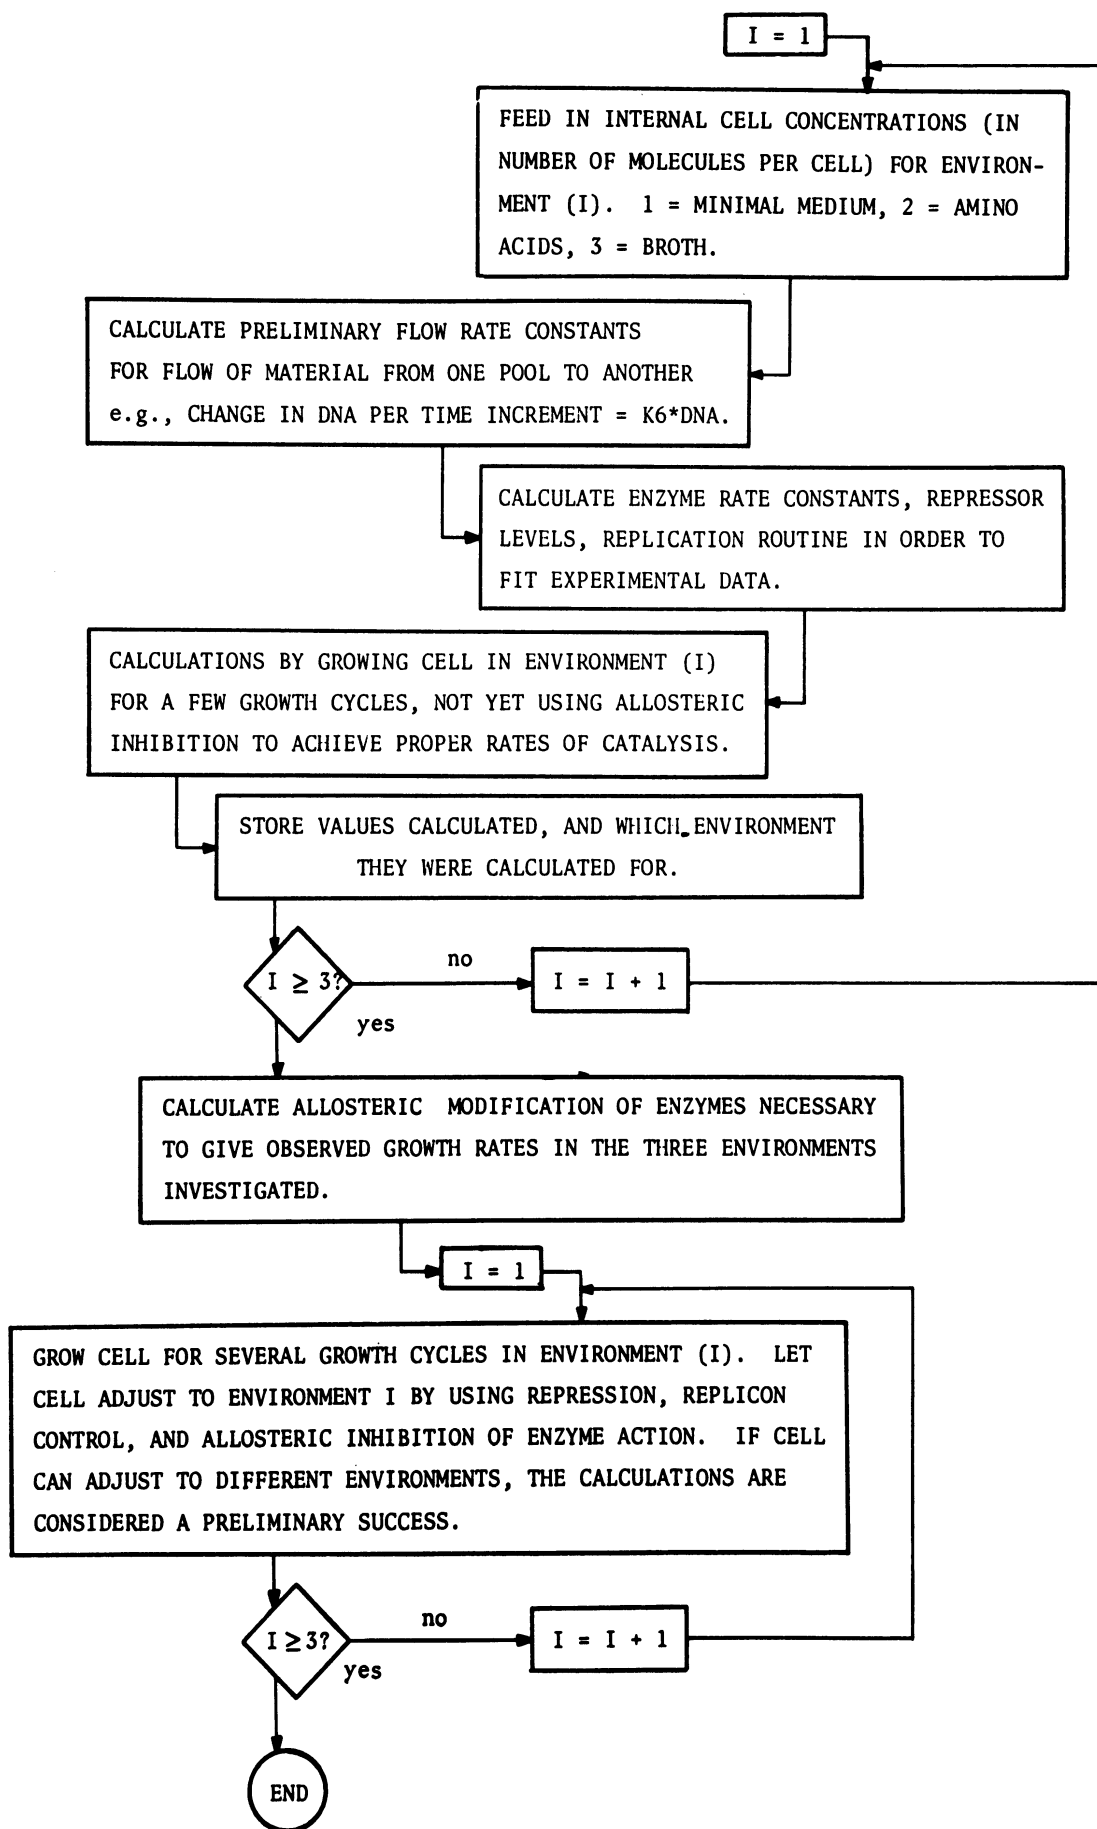 I = 1
FEED IN INTERNAL CELL CONCENTRATIONS (IN
NUMBER OF MOLECULES PER CELL) FOR ENVIRON-
MENT (I). 1 = MINIMAL MEDIUM, 2 = AMINO
ACIDS, 3 = BROTH.
CALCULATE PRELIMINARY FLOW RATE CONSTANTS
FOR FLOW OF MATERIAL FROM ONE POOL TO ANOTHER
e.g., CHANGE IN DNA PER TIME INCREMENT = K6*DNA.
CALCULATE ENZYME RATE CONSTANTS, REPRESSOR
LEVELS, REPLICATION ROUTINE IN ORDER TO
FIT EXPERIMENTAL DATA.
CALCULATIONS BY GROWING CELL IN ENVIRONMENT (I)
FOR A FEW GROWTH CYCLES, NOT YET USING ALLOSTERIC
INHIBITION TO ACHIEVE PROPER RATES OF CATALYSIS.
STORE VALUES CALCULATED, AND WHICH ENVIRONMENT
THEY WERE CALCULATED FOR.
I ≥ 3?
no
I = I + 1
yes
CALCULATE ALLOSTERIC MODIFICATION OF ENZYMES NECESSARY
TO GIVE OBSERVED GROWTH RATES IN THE THREE ENVIRONMENTS
INVESTIGATED.
I = 1
GROW CELL FOR SEVERAL GROWTH CYCLES IN ENVIRONMENT (I). LET
CELL ADJUST TO ENVIRONMENT I BY USING REPRESSION, REPLICON
CONTROL, AND ALLOSTERIC INHIBITION OF ENZYME ACTION. IF CELL
CAN ADJUST TO DIFFERENT ENVIRONMENTS, THE CALCULATIONS ARE
CONSIDERED A PRELIMINARY SUCCESS.
I ≥ 3?
no
I = I + 1
yes
END